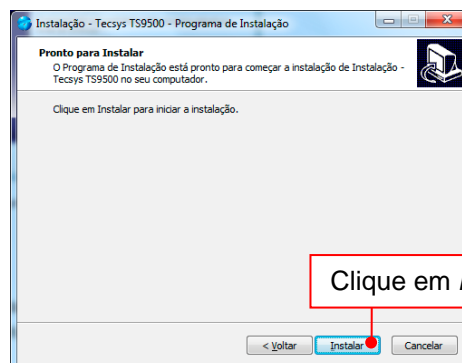 Instalação - Tecsys TS9500 - Programa de Instalação
Pronto para Instalar
O Programa de Instalação está pronto para começar a instalação de Instalação -
Tecsys TS9500 no seu computador.
Clique em Instalar para iniciar a instalação.
Clique em
< Voltar Instalar Cancelar